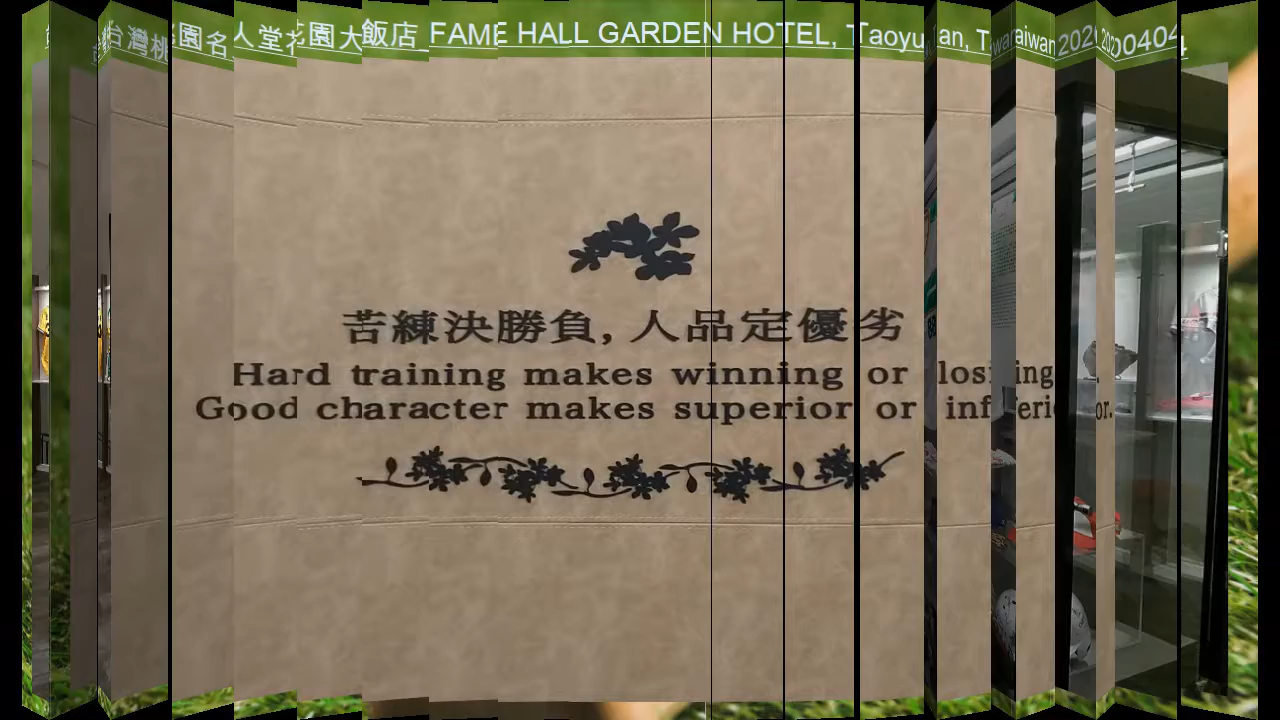 台灣桃園名人堂花園大飯店 FAME HALL GARDEN HOTEL, Taoyuan, Taiwan, 20200404
苦練決勝負, 人品定優劣
Hard training makes winning or losing.
Good character makes superior or inferior.